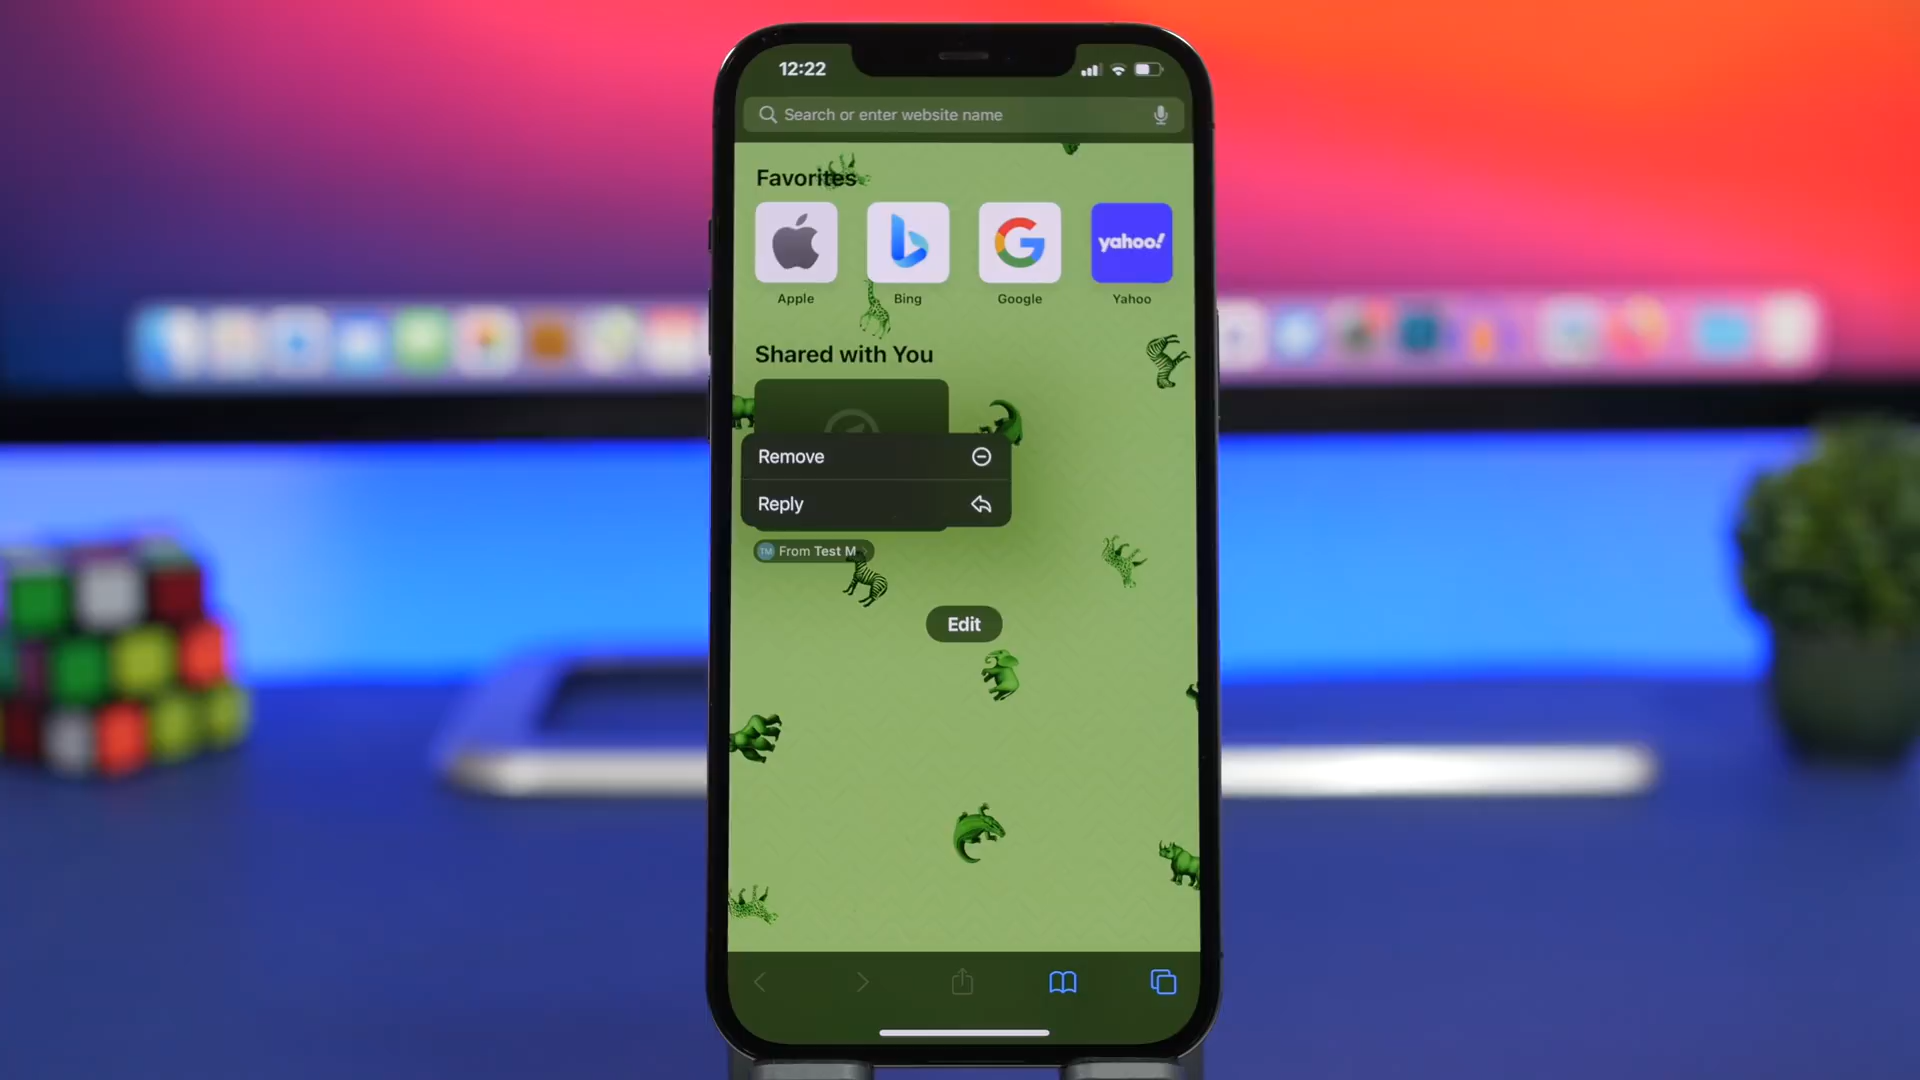 12:22
Search or enter website name
Favorites
yahoo!
Apple
Bing
Google
Yahoo
Shared with You
Remove
Reply
TM From Test M
Edit